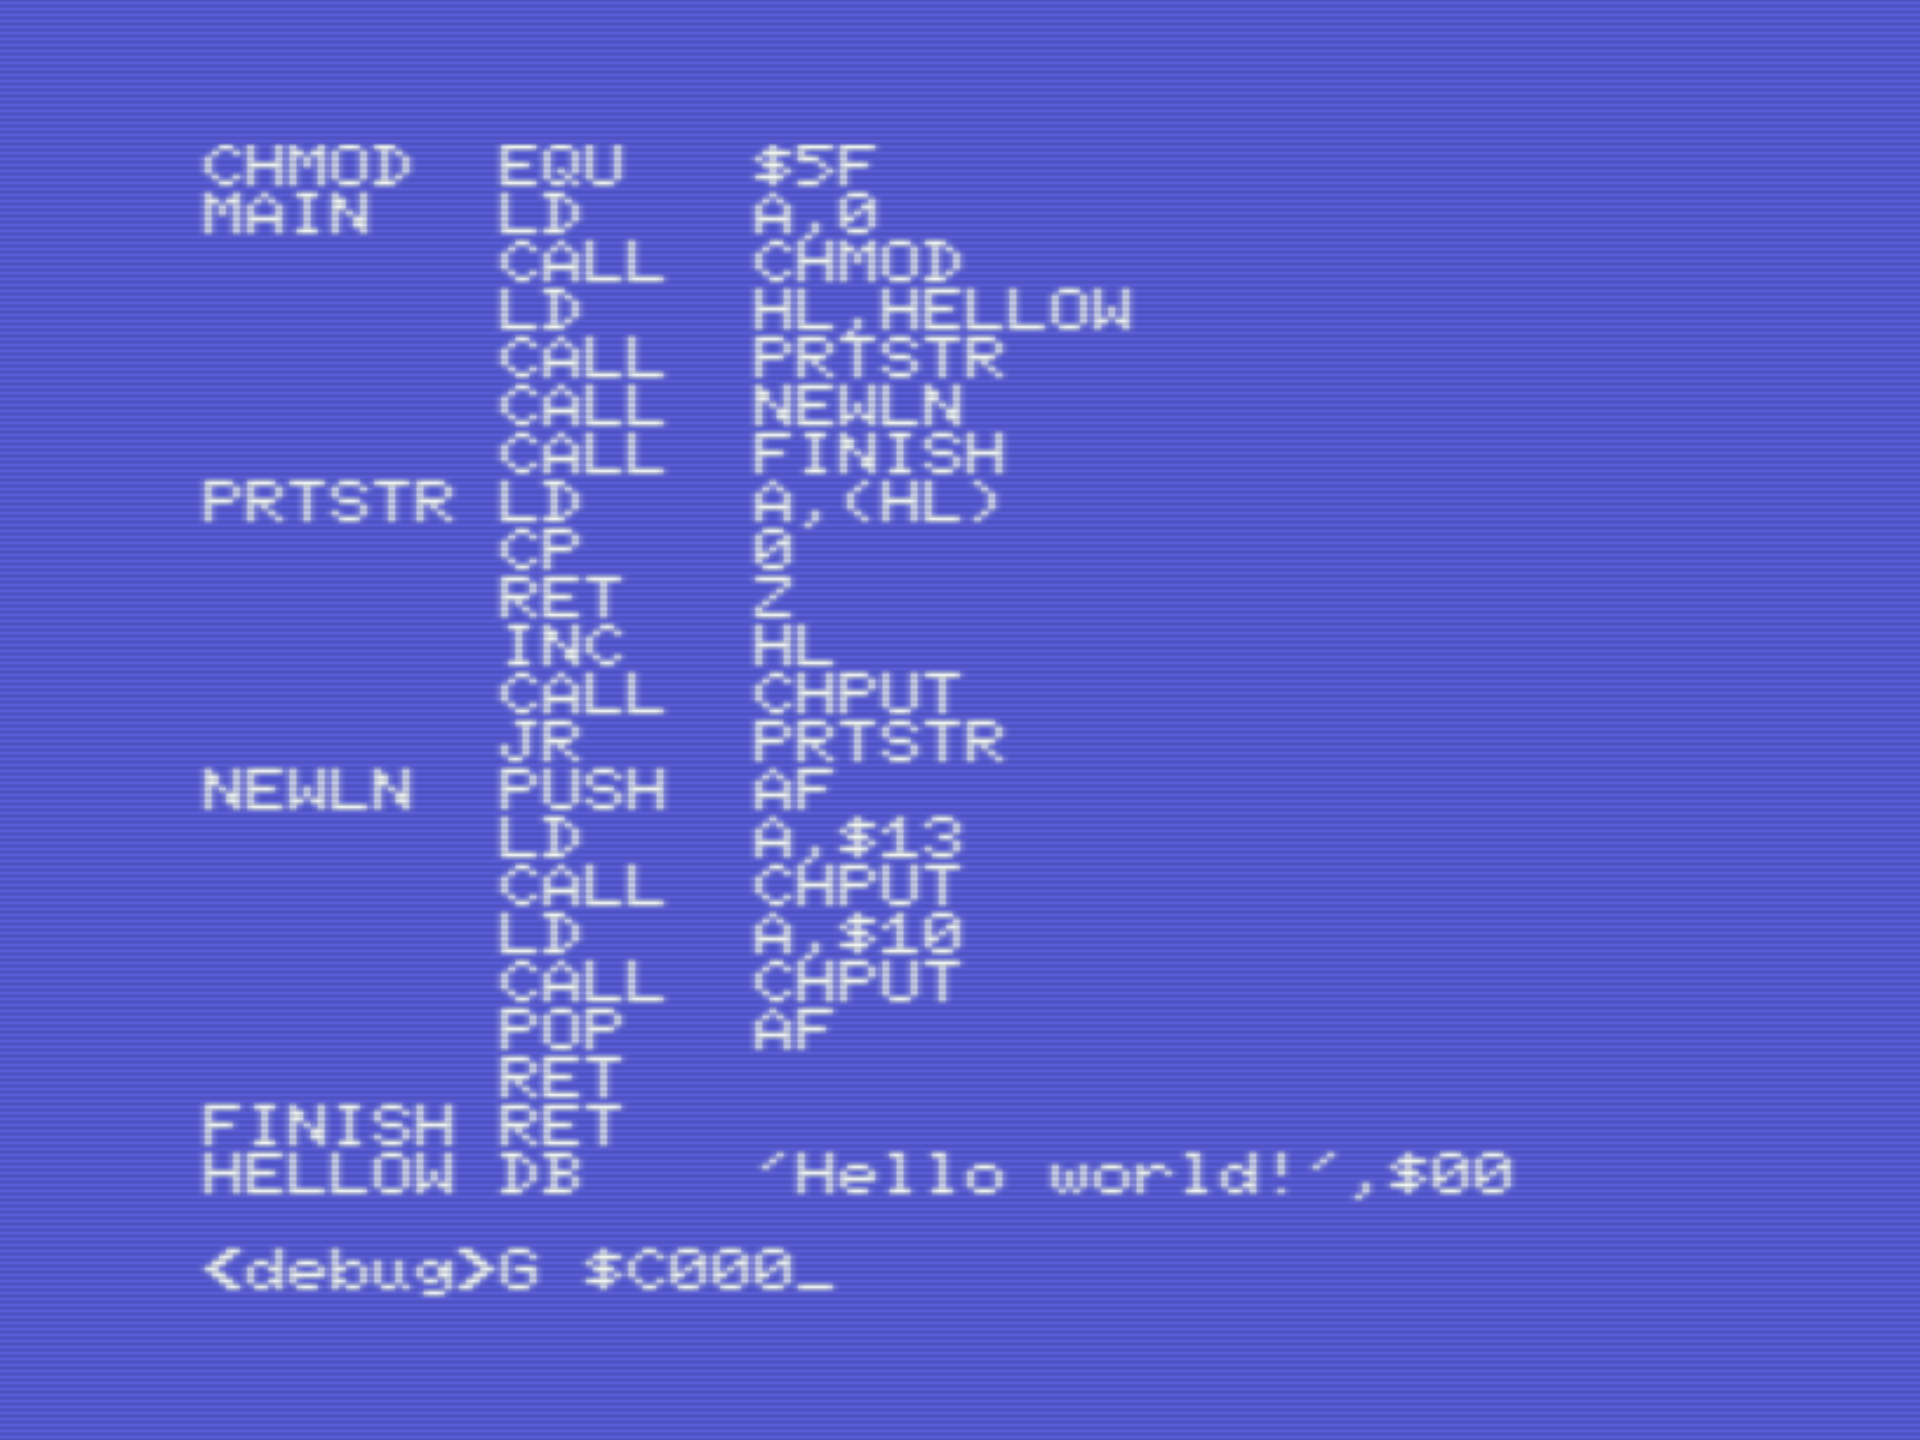 CHMOD  EQU   $5F
MAIN   LD    A,0
       CALL  CHMOD
       LD    HL,HELLOW
       CALL  PRTSTR
       CALL  NEWLN
       CALL  FINISH
PRTSTR LD    A,(HL)
       CP    0
       RET   Z
       INC   HL
       CALL  CHPUT
       JR    PRTSTR
NEWLN  PUSH  AF
       LD    A,$13
       CALL  CHPUT
       LD    A,$10
       CALL  CHPUT
       POP   AF
       RET
FINISH RET
HELLOW DB    ´Hello world!´,$00
<debug>G $C000_